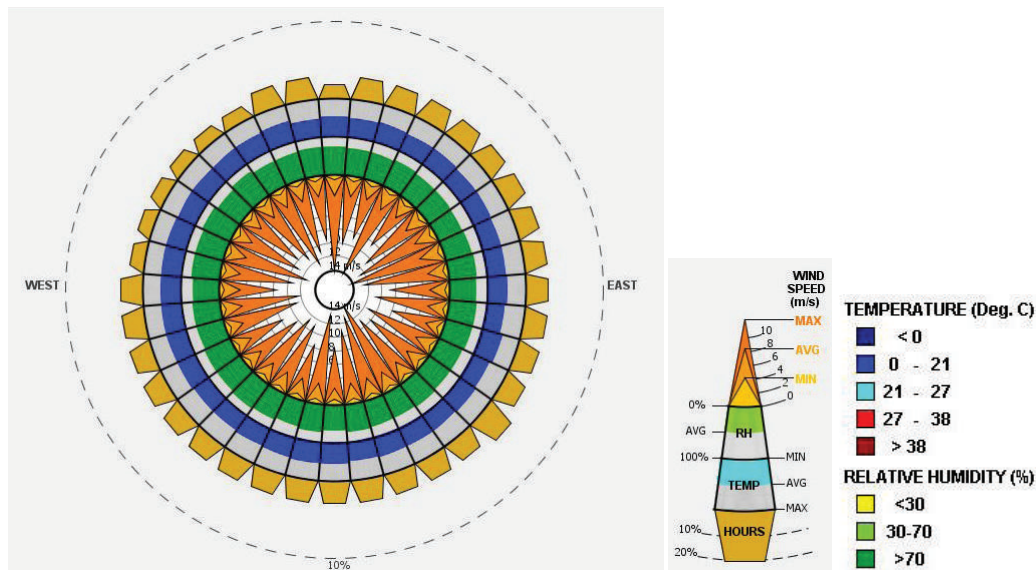 12
14 m/s
WEST
EAST
14 m/s
12
10
8
6
10%
WIND
SPEED
(m/s)
MAX
10
8
AVG
6
4
MIN
2
0
0%
AVG
RH
100%
MIN
TEMP
AVG
MAX
HOURS
10%
20%
TEMPERATURE (Deg. C)
< 0
0 - 21
21 - 27
27 - 38
> 38
RELATIVE HUMIDITY (%)
<30
30-70
>70